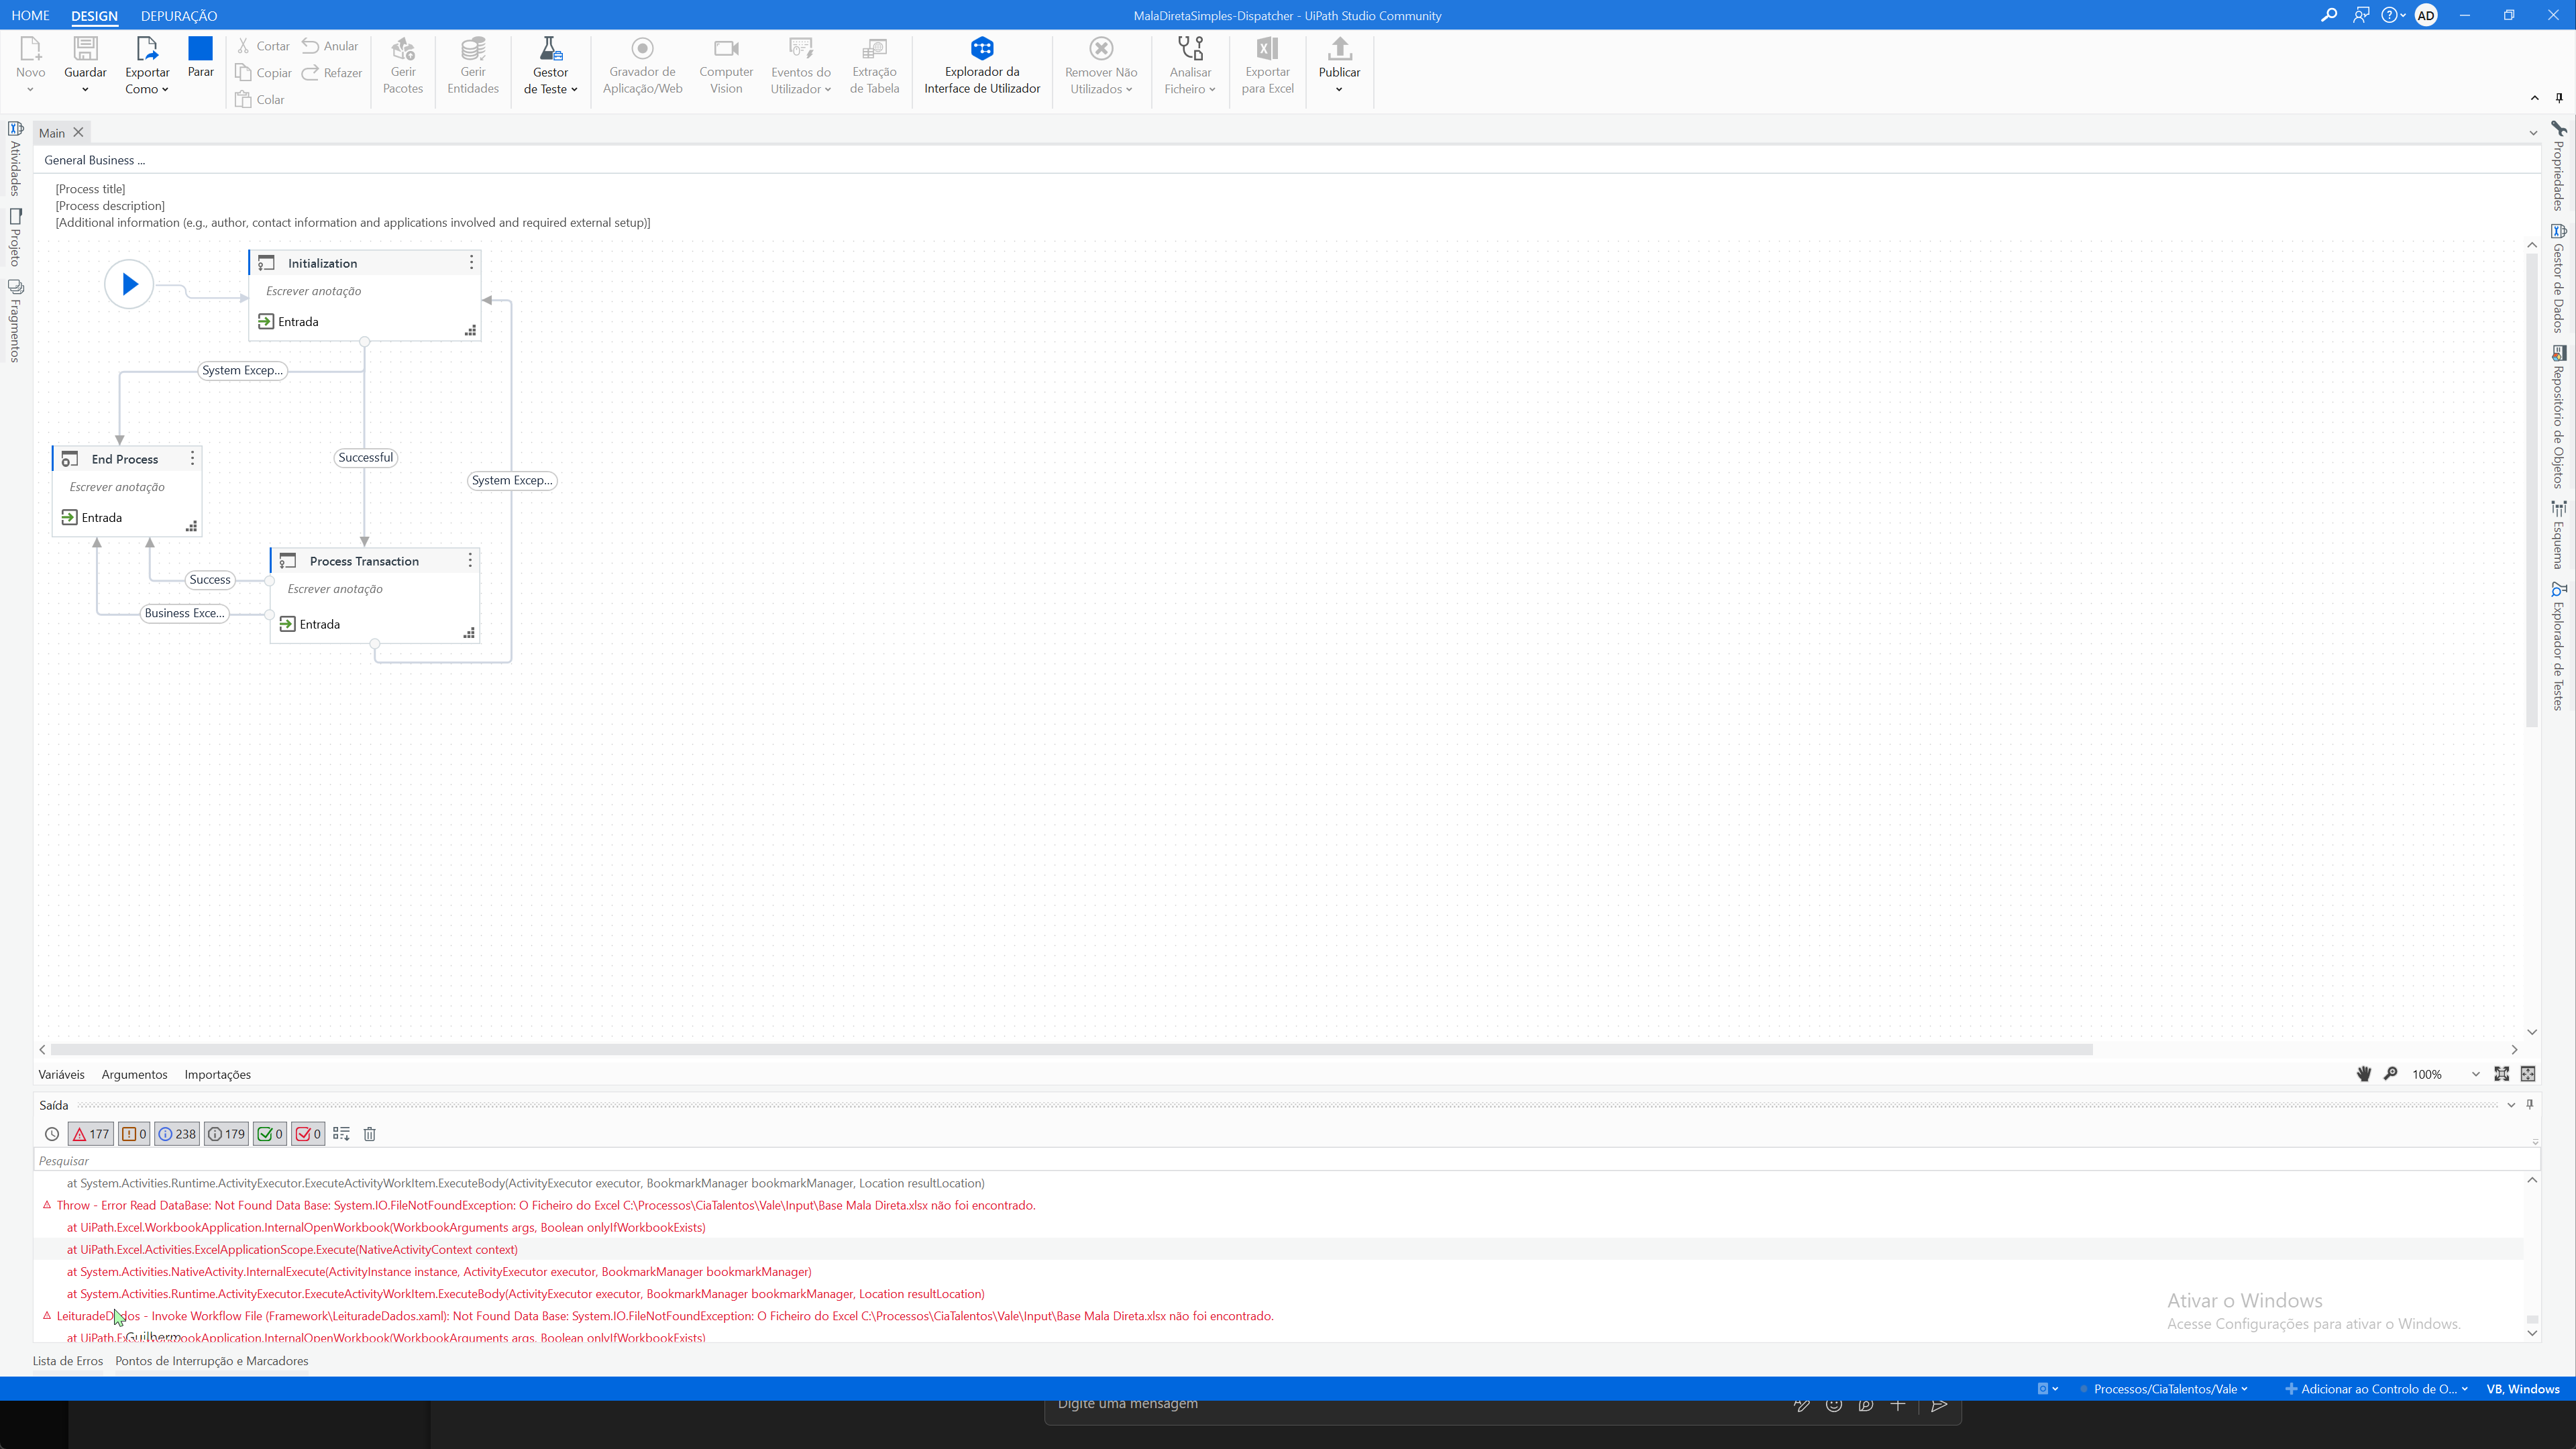 HOME DESIGN DEPURAÇÃO MalaDiretaSimples-Dispatcher - UiPath Studio Community AD
Novo Guardar Exportar Como Parar Cortar Anular Copiar Refazer Colar Gerir Pacotes Gerir Entidades Gestor de Teste Gravador de Aplicação/Web Computer Vision Eventos do Utilizador Extração de Tabela Explorador da Interface de Utilizador Remover Não Utilizados Analisar Ficheiro Exportar para Excel Publicar
Main
General Business ...
[Process title]
[Process description]
[Additional information (e.g., author, contact information and applications involved and required external setup)]
Atividades
Projeto
Fragmentos
Propriedades
Gestor de Dados
Repositório de Objetos
Esquema
Explorador de Testes
Initialization
Escrever anotação
Entrada
System Excep...
Successful
System Excep...
End Process
Escrever anotação
Entrada
Process Transaction
Escrever anotação
Entrada
Success
Business Exce...
Variáveis Argumentos Importações 100%
Saída
177 0 238 179 0 0
Pesquisar
at System.Activities.Runtime.ActivityExecutor.ExecuteActivityWorkItem.ExecuteBody(ActivityExecutor executor, BookmarkManager bookmarkManager, Location resultLocation)
Throw - Error Read DataBase: Not Found Data Base: System.IO.FileNotFoundException: O Ficheiro do Excel C:\Processos\CiaTalentos\Vale\Input\Base Mala Direta.xlsx não foi encontrado.
at UiPath.Excel.WorkbookApplication.InternalOpenWorkbook(WorkbookArguments args, Boolean onlyIfWorkbookExists)
at UiPath.Excel.Activities.ExcelApplicationScope.Execute(NativeActivityContext context)
at System.Activities.NativeActivity.InternalExecute(ActivityInstance instance, ActivityExecutor executor, BookmarkManager bookmarkManager)
at System.Activities.Runtime.ActivityExecutor.ExecuteActivityWorkItem.ExecuteBody(ActivityExecutor executor, BookmarkManager bookmarkManager, Location resultLocation)
LeituradeDados - Invoke Workflow File (Framework\LeituradeDados.xaml): Not Found Data Base: System.IO.FileNotFoundException: O Ficheiro do Excel C:\Processos\CiaTalentos\Vale\Input\Base Mala Direta.xlsx não foi encontrado.
at UiPath.Excel.WorkbookApplication.InternalOpenWorkbook(WorkbookArguments args, Boolean onlyIfWorkbookExists)
Guilherm
Ativar o Windows
Acesse Configurações para ativar o Windows.
Lista de Erros Pontos de Interrupção e Marcadores
Processos/CiaTalentos/Vale Adicionar ao Controlo de O... VB, Windows
Digite uma mensagem